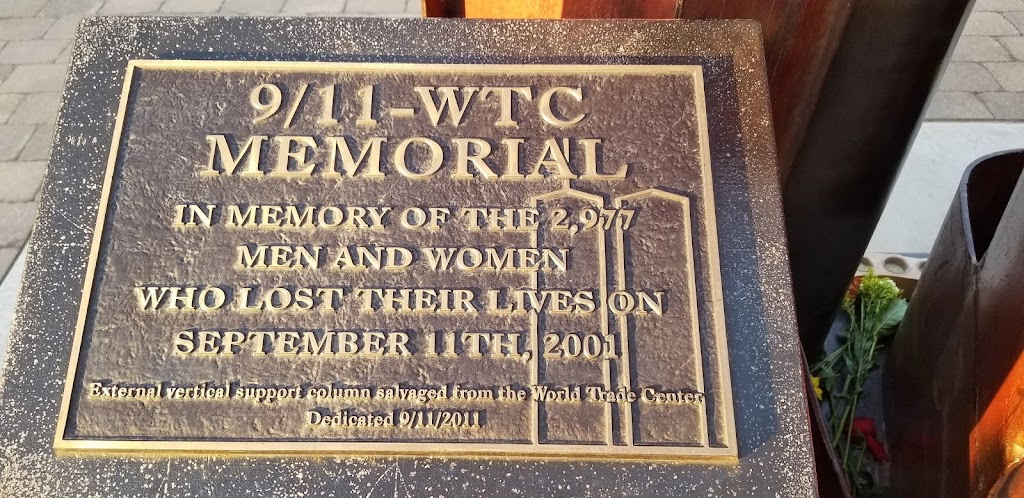 9/11-WTC
MEMORIAL
IN MEMORY OF THE 2,977
MEN AND WOMEN
WHO LOST THEIR LIVES ON
SEPTEMBER 11TH, 2001
External vertical support column salvaged from the World Trade Center
Dedicated 9/11/2011